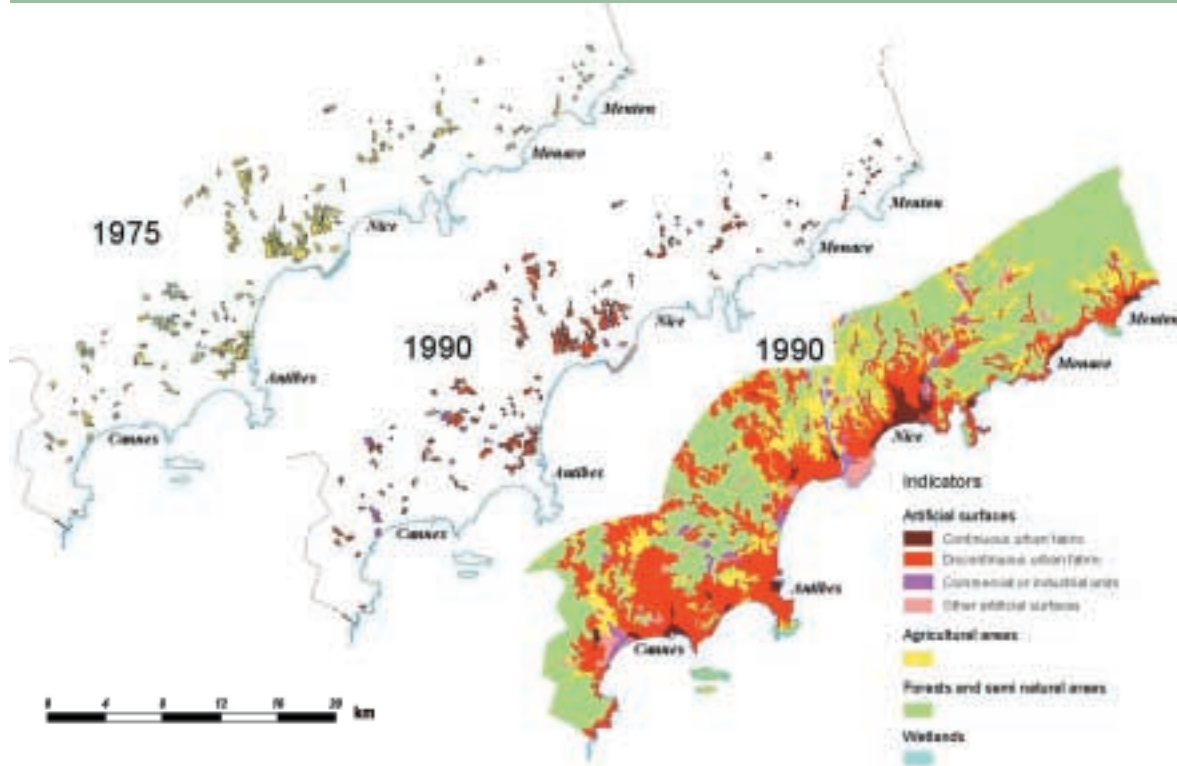 1975
Menton
Monaco
Nice
Antibes
Cannes
1990
Menton
Monaco
Nice
Antibes
Cannes
1990
Menton
Monaco
Nice
Antibes
Cannes
0 4 8 12 16 20 km
Indicators
Artificial surfaces
Continuous urban fabric
Discontinuous urban fabric
Commercial or industrial units
Other artificial surfaces
Agricultural areas
Forests and semi natural areas
Wetlands